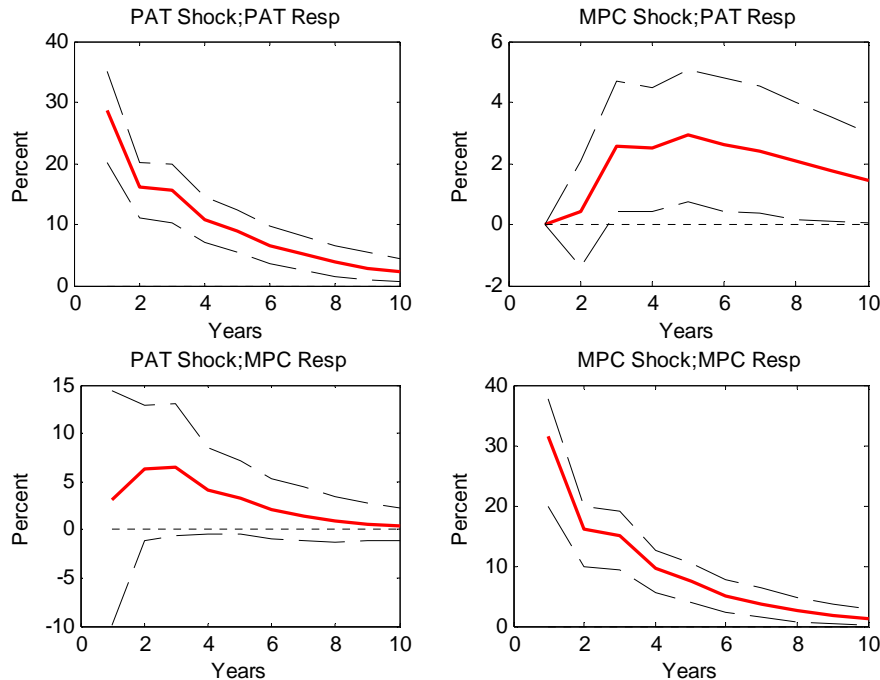 PAT Shock;PAT Resp
40
30
20
10
0
Percent
0 2 4 6 8 10
Years
MPC Shock;PAT Resp
6
4
2
0
-2
Percent
0 2 4 6 8 10
Years
PAT Shock;MPC Resp
15
10
5
0
-5
-10
Percent
0 2 4 6 8 10
Years
MPC Shock;MPC Resp
40
30
20
10
0
Percent
0 2 4 6 8 10
Years